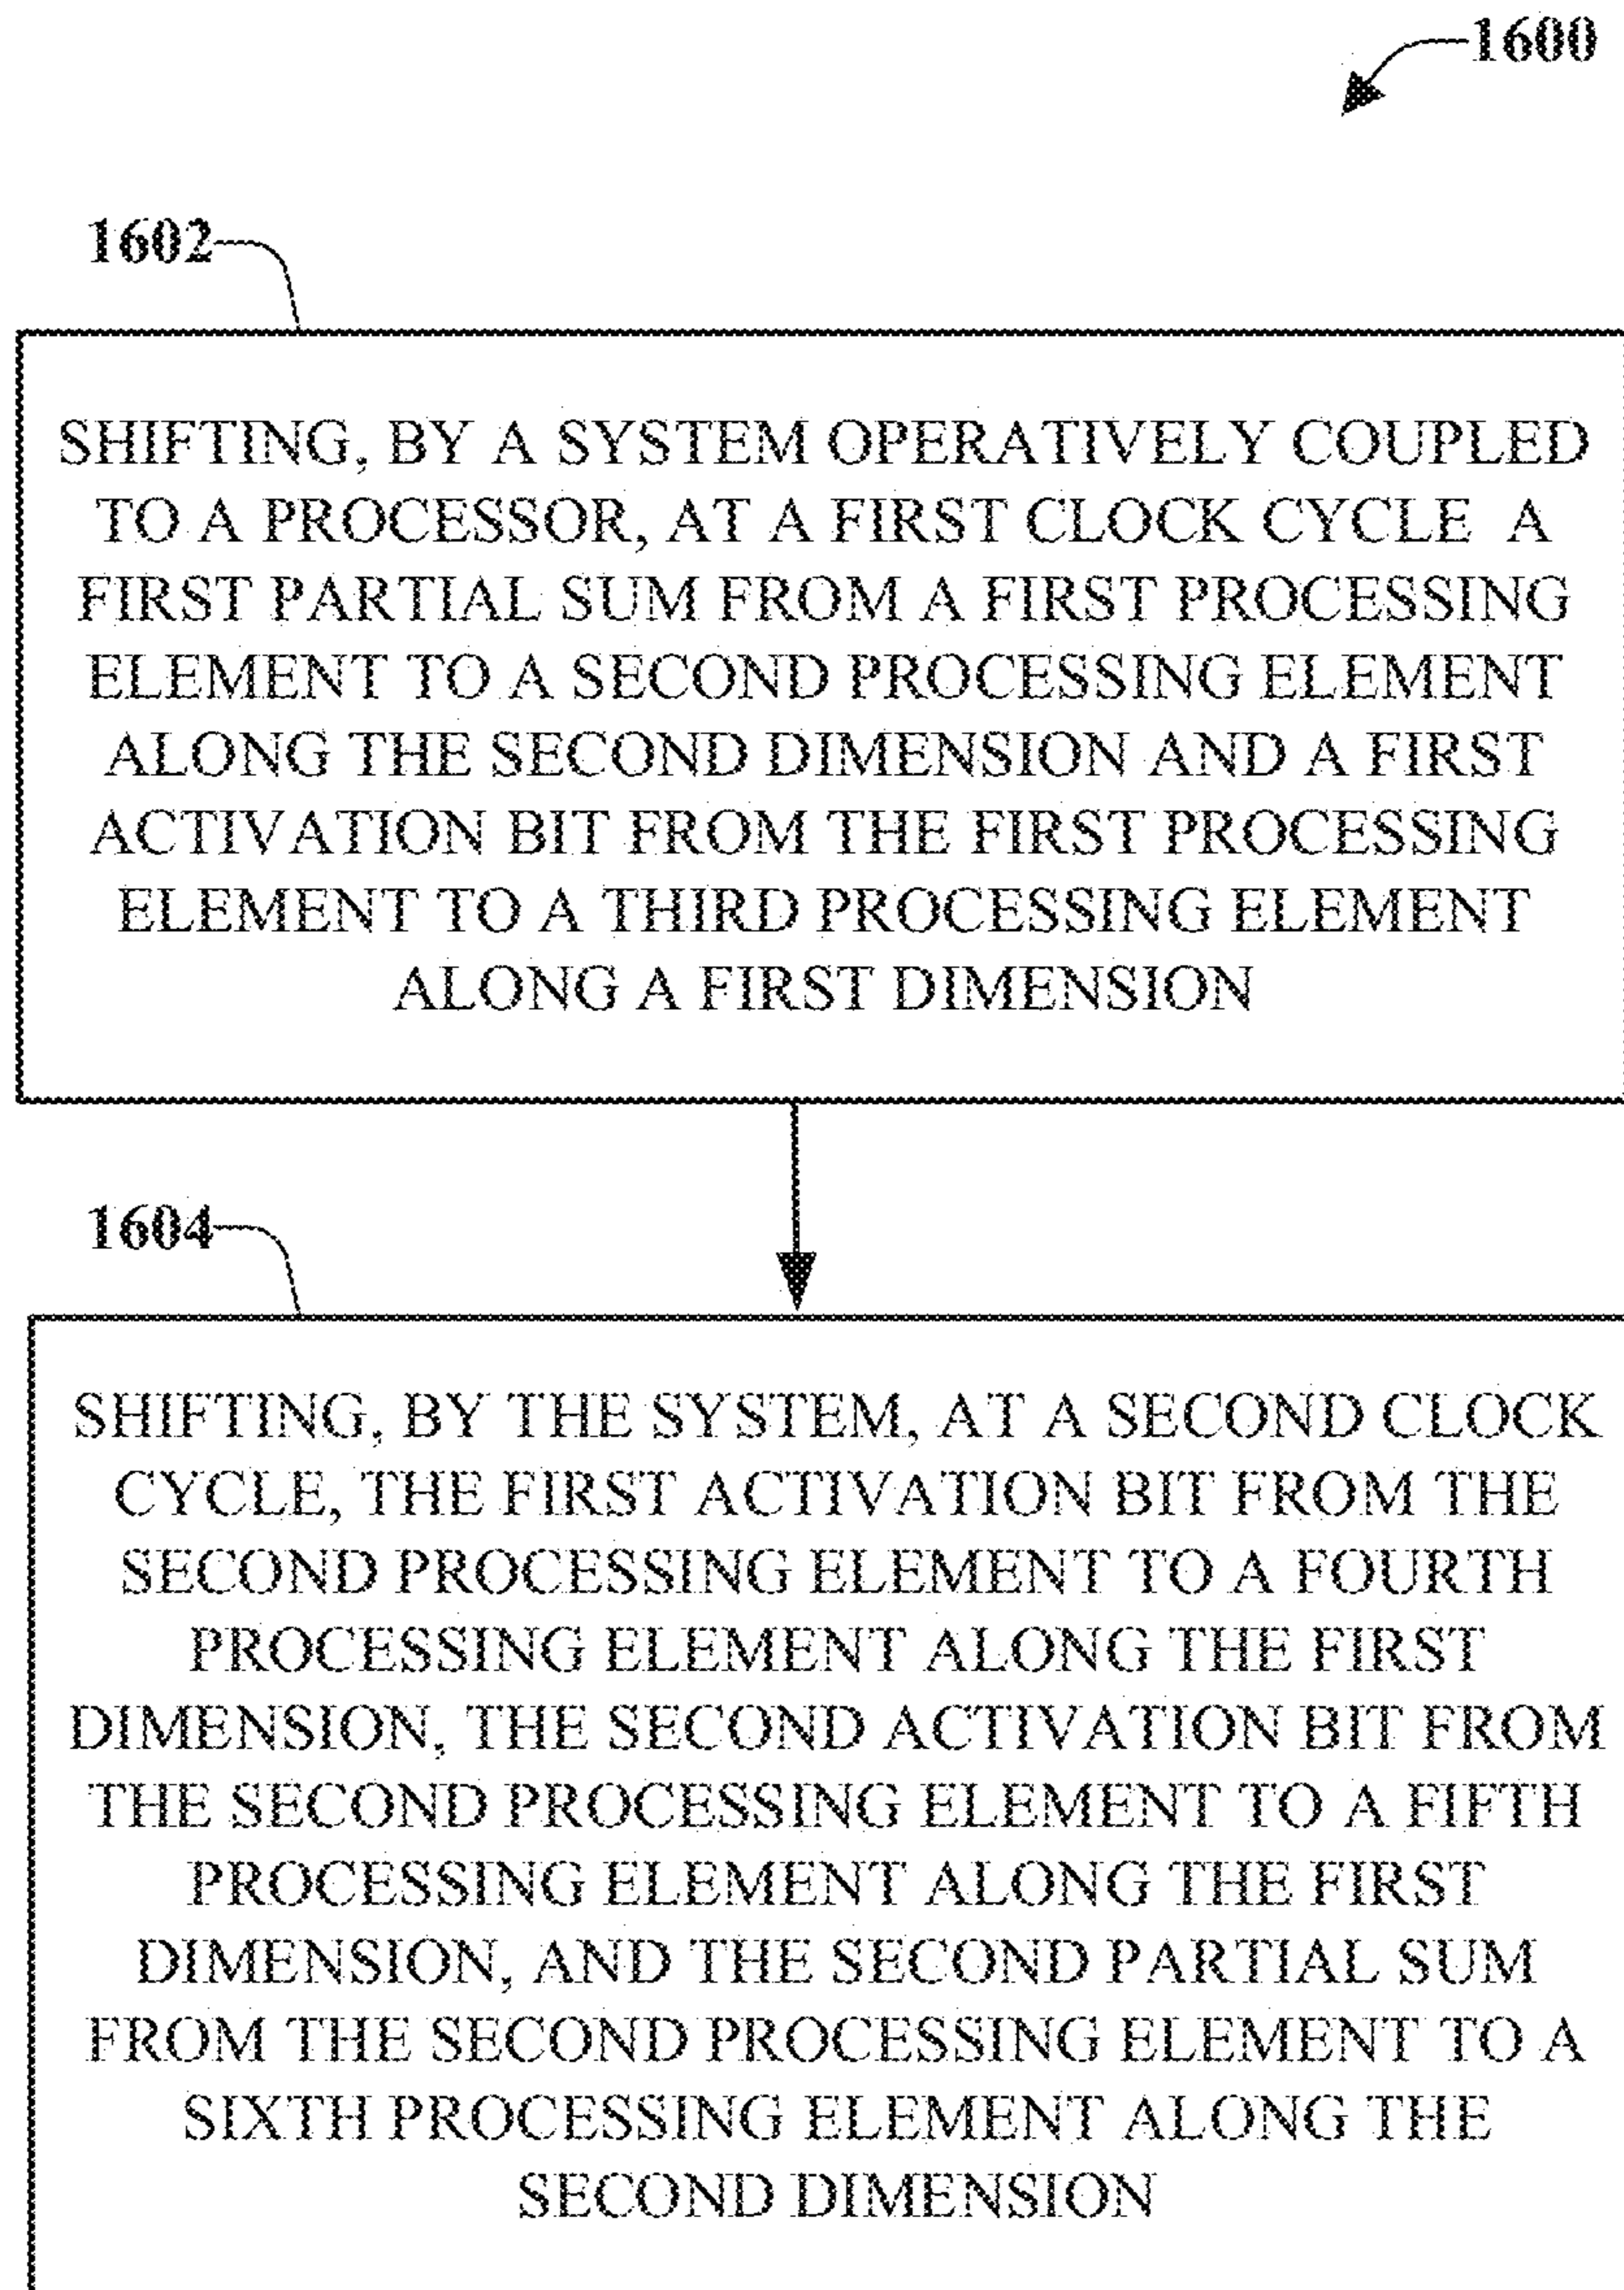 1600
1602
SHIFTING, BY A SYSTEM OPERATIVELY COUPLED
TO A PROCESSOR, AT A FIRST CLOCK CYCLE A
FIRST PARTIAL SUM FROM A FIRST PROCESSING
ELEMENT TO A SECOND PROCESSING ELEMENT
ALONG THE SECOND DIMENSION AND A FIRST
ACTIVATION BIT FROM THE FIRST PROCESSING
ELEMENT TO A THIRD PROCESSING ELEMENT
ALONG A FIRST DIMENSION
1604
SHIFTING, BY THE SYSTEM, AT A SECOND CLOCK
CYCLE, THE FIRST ACTIVATION BIT FROM THE
SECOND PROCESSING ELEMENT TO A FOURTH
PROCESSING ELEMENT ALONG THE FIRST
DIMENSION, THE SECOND ACTIVATION BIT FROM
THE SECOND PROCESSING ELEMENT TO A FIFTH
PROCESSING ELEMENT ALONG THE FIRST
DIMENSION, AND THE SECOND PARTIAL SUM
FROM THE SECOND PROCESSING ELEMENT TO A
SIXTH PROCESSING ELEMENT ALONG THE
SECOND DIMENSION